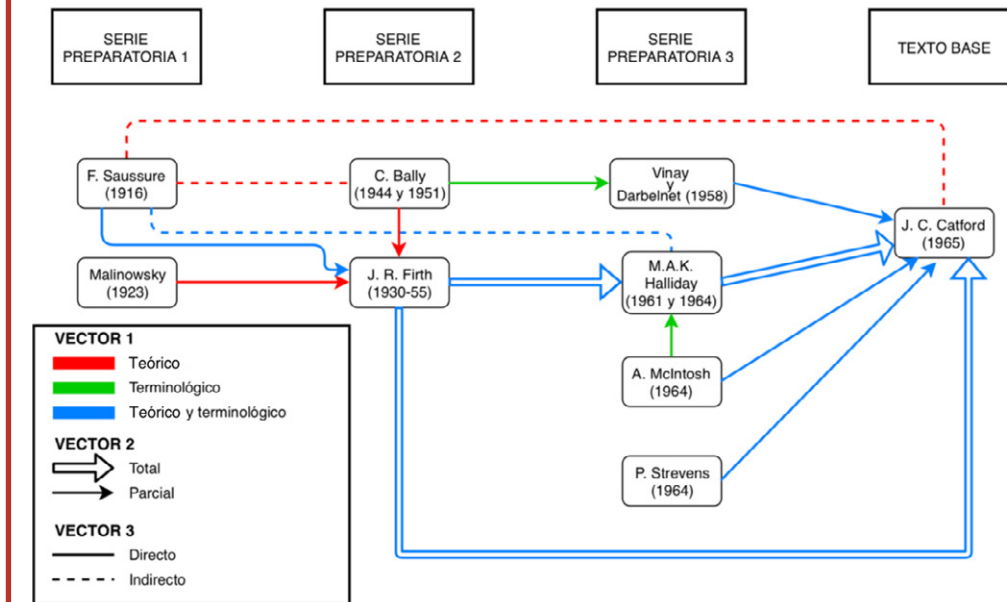 SERIE
PREPARATORIA 1
SERIE
PREPARATORIA 2
SERIE
PREPARATORIA 3
TEXTO BASE
F. Saussure
(1916)
C. Bally
(1944 y 1951)
Vinay
y
Darbelnet (1958)
J. C. Catford
(1965)
Malinowsky
(1923)
J. R. Firth
(1930-55)
M.A.K.
Halliday
(1961 y 1964)
A. McIntosh
(1964)
P. Strevens
(1964)
VECTOR 1
Teórico
Terminológico
Teórico y terminológico
VECTOR 2
Total
Parcial
VECTOR 3
Directo
Indirecto